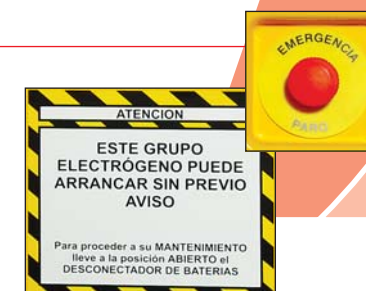 EMERGENCIA
PARO
ATENCION
ESTE GRUPO
ELECTRÓGENO PUEDE
ARRANCAR SIN PREVIO
AVISO
Para proceder a su MANTENIMIENTO
lleve a la posición ABIERTO el
DESCONECTADOR DE BATERIAS